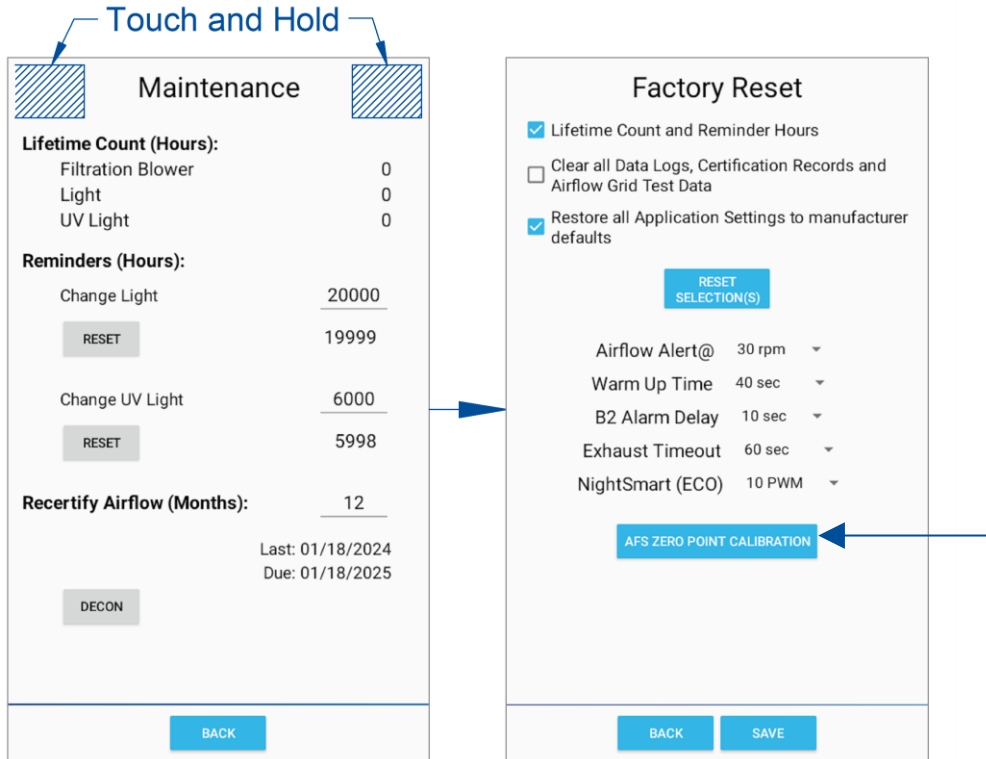 Touch and Hold
Maintenance
Lifetime Count (Hours):
Filtration Blower 0
Light 0
UV Light 0
Reminders (Hours):
Change Light 20000
RESET 19999
Change UV Light 6000
RESET 5998
Recertify Airflow (Months): 12
Last: 01/18/2024
Due: 01/18/2025
DECON
BACK
Factory Reset
Lifetime Count and Reminder Hours
Clear all Data Logs, Certification Records and
Airflow Grid Test Data
Restore all Application Settings to manufacturer
defaults
RESET
SELECTION(S)
Airflow Alert@ 30 rpm
Warm Up Time 40 sec
B2 Alarm Delay 10 sec
Exhaust Timeout 60 sec
NightSmart (ECO) 10 PWM
AFS ZERO POINT CALIBRATION
BACK SAVE